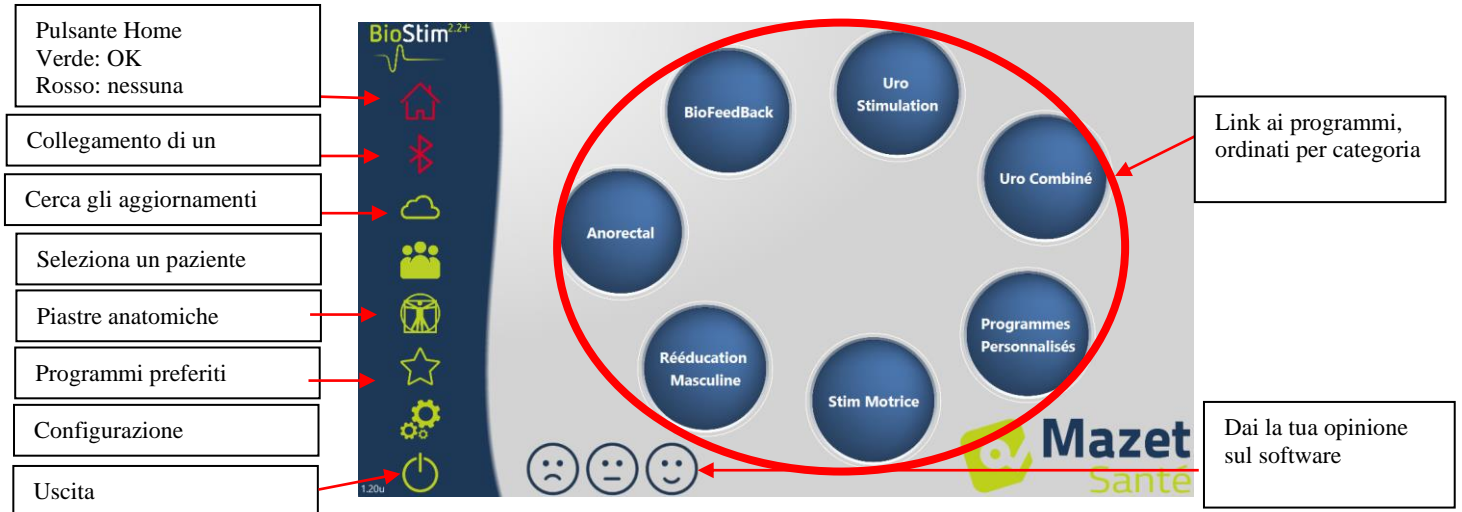 Pulsante Home
Verde: OK
Rosso: nessuna
Collegamento di un
Cerca gli aggiornamenti
Seleziona un paziente
Piastre anatomiche
Programmi preferiti
Configurazione
Uscita
BioStim2.2+
1.20u
BioFeedBack
Uro
Stimulation
Uro Combiné
Anorectal
Programmes
Personnalisés
Rééducation
Masculine
Stim Motrice
Mazet
Santé
Link ai programmi,
ordinati per categoria
Dai la tua opinione
sul software